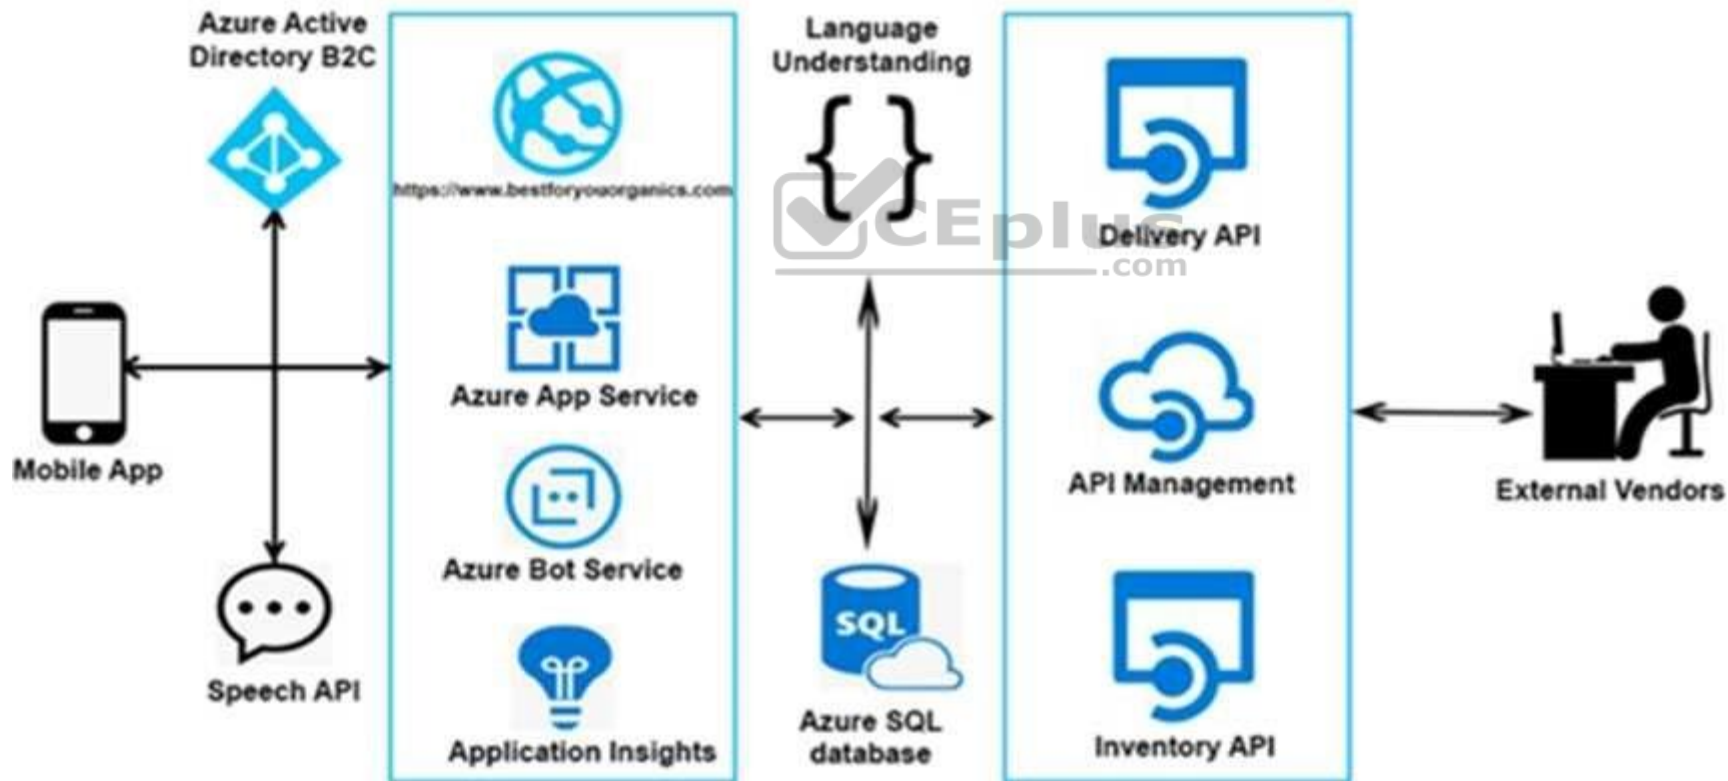 Azure Active
Directory B2C
Mobile App
Speech API
https://www.bestforyouorganics.com
Azure App Service
Azure Bot Service
Application Insights
Language
Understanding
{ }
CEplus
.com
SQL
Azure SQL
database
Delivery API
API Management
Inventory API
External Vendors